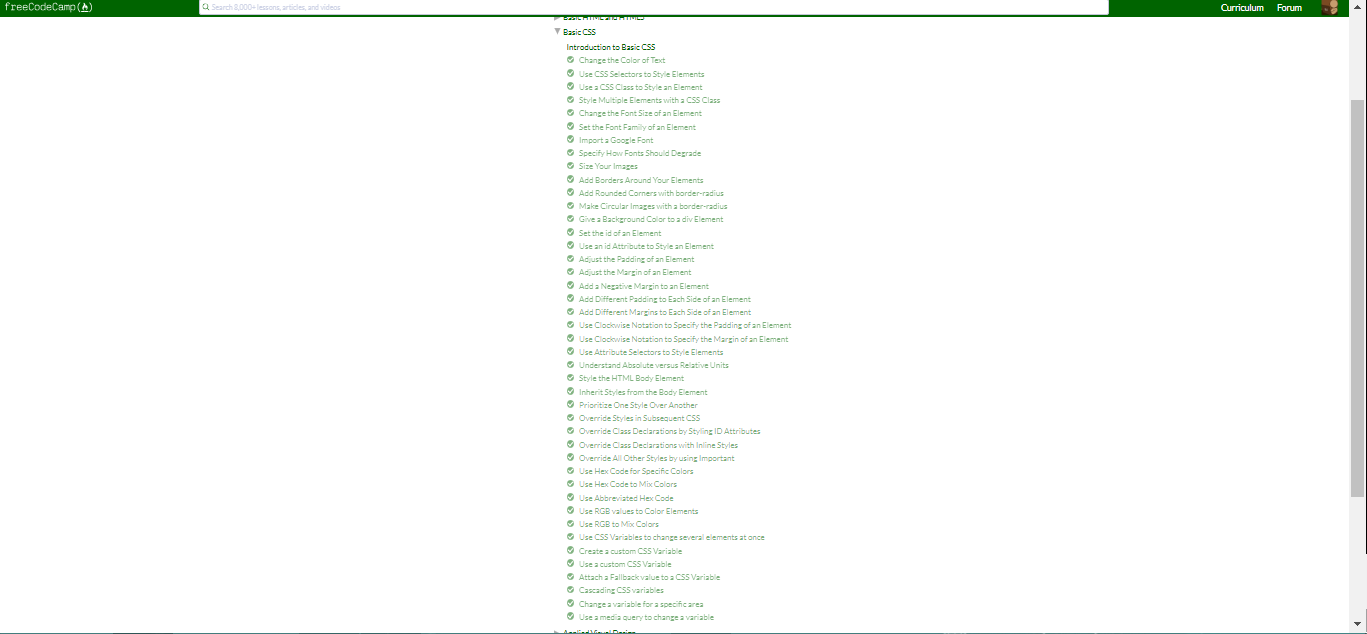 freeCodeCamp(🔥)
Search 8,000+ lessons, articles, and videos
Curriculum Forum
Basic HTML and HTML5
Basic CSS
Introduction to Basic CSS
Change the Color of Text
Use CSS Selectors to Style Elements
Use a CSS Class to Style an Element
Style Multiple Elements with a CSS Class
Change the Font Size of an Element
Set the Font Family of an Element
Import a Google Font
Specify How Fonts Should Degrade
Size Your Images
Add Borders Around Your Elements
Add Rounded Corners with border-radius
Make Circular Images with a border-radius
Give a Background Color to a div Element
Set the id of an Element
Use an id Attribute to Style an Element
Adjust the Padding of an Element
Adjust the Margin of an Element
Add a Negative Margin to an Element
Add Different Padding to Each Side of an Element
Add Different Margins to Each Side of an Element
Use Clockwise Notation to Specify the Padding of an Element
Use Clockwise Notation to Specify the Margin of an Element
Use Attribute Selectors to Style Elements
Understand Absolute versus Relative Units
Style the HTML Body Element
Inherit Styles from the Body Element
Prioritize One Style Over Another
Override Styles in Subsequent CSS
Override Class Declarations by Styling ID Attributes
Override Class Declarations with Inline Styles
Override All Other Styles by using Important
Use Hex Code for Specific Colors
Use Hex Code to Mix Colors
Use Abbreviated Hex Code
Use RGB values to Color Elements
Use RGB to Mix Colors
Use CSS Variables to change several elements at once
Create a custom CSS Variable
Use a custom CSS Variable
Attach a Fallback value to a CSS Variable
Cascading CSS variables
Change a variable for a specific area
Use a media query to change a variable
Applied Visual Design